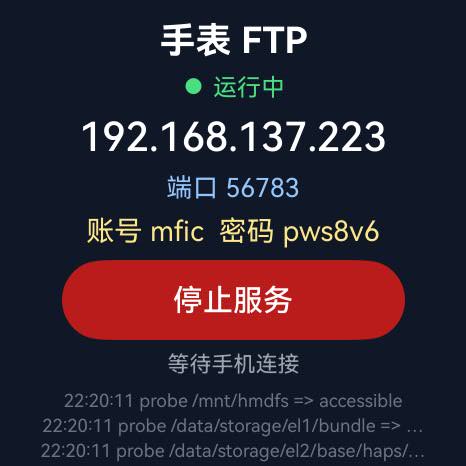 手表 FTP
运行中
192.168.137.223
端口 56783
账号 mfic 密码 pws8v6
停止服务
等待手机连接
22:20:11 probe /mnt/hmdfs => accessible
22:20:11 probe /data/storage/el1/bundle => ...
22:20:11 probe /data/storage/el2/base/haps/...